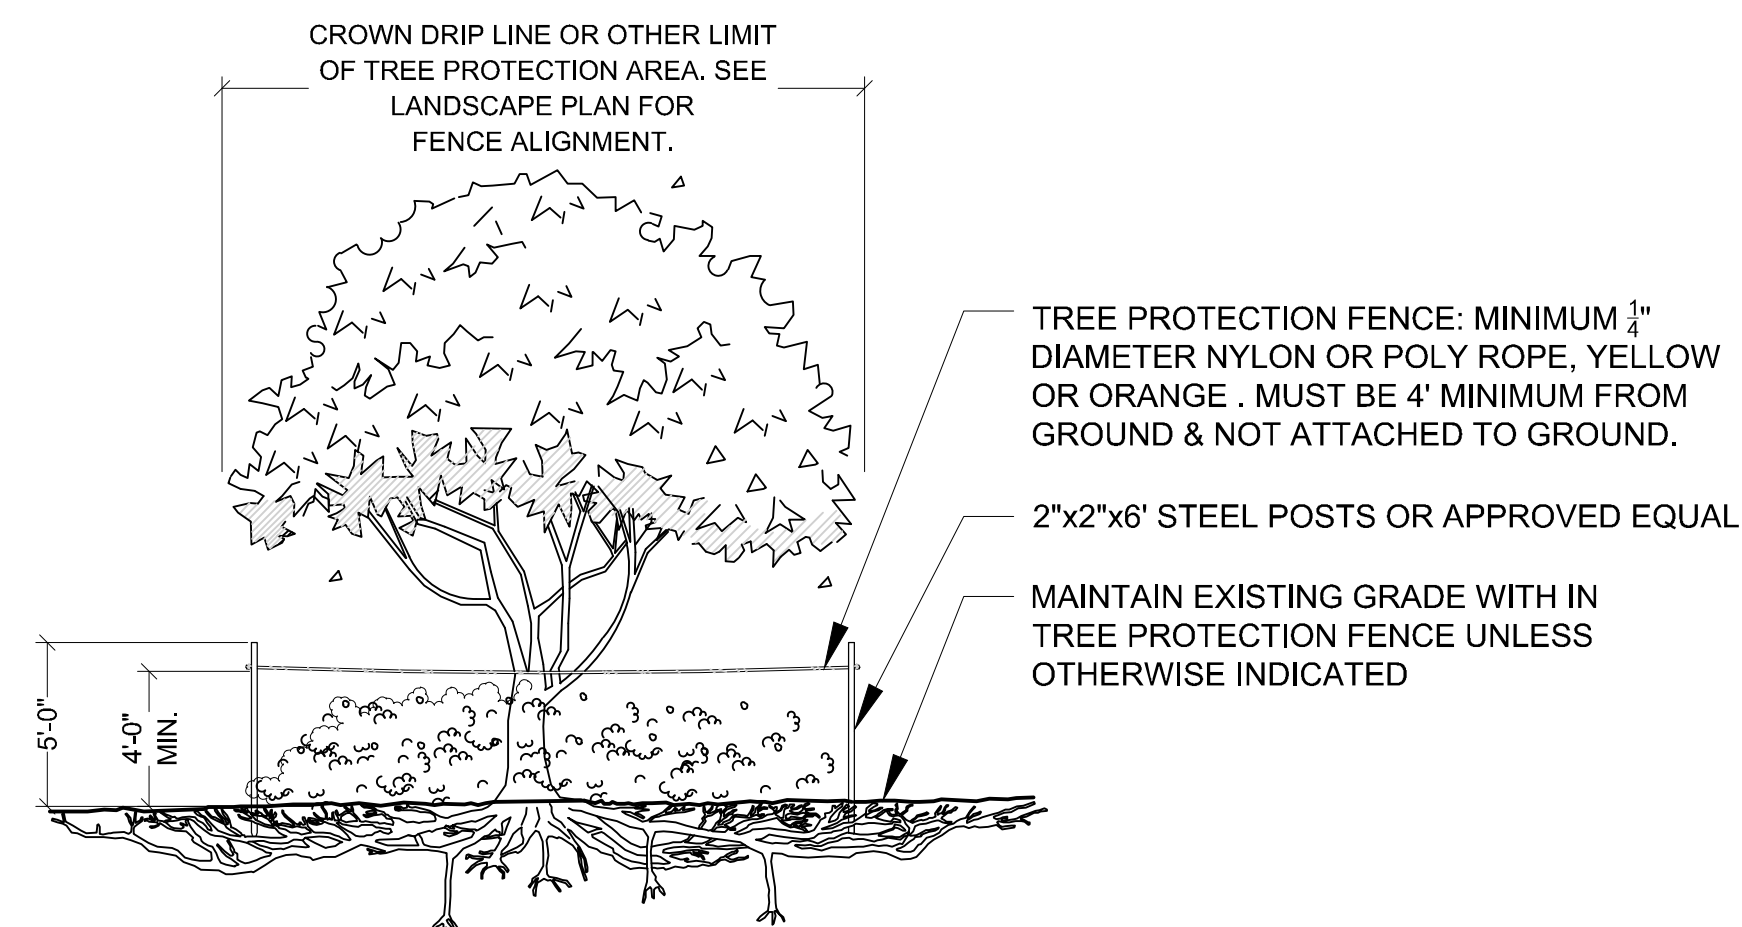 CROWN DRIP LINE OR OTHER LIMIT
OF TREE PROTECTION AREA. SEE
LANDSCAPE PLAN FOR
FENCE ALIGNMENT.
TREE PROTECTION FENCE: MINIMUM 1/4"
DIAMETER NYLON OR POLY ROPE, YELLOW
OR ORANGE . MUST BE 4' MINIMUM FROM
GROUND & NOT ATTACHED TO GROUND.
2"x2"x6' STEEL POSTS OR APPROVED EQUAL
MAINTAIN EXISTING GRADE WITH IN
TREE PROTECTION FENCE UNLESS
OTHERWISE INDICATED
5'-0"
4'-0"
MIN.